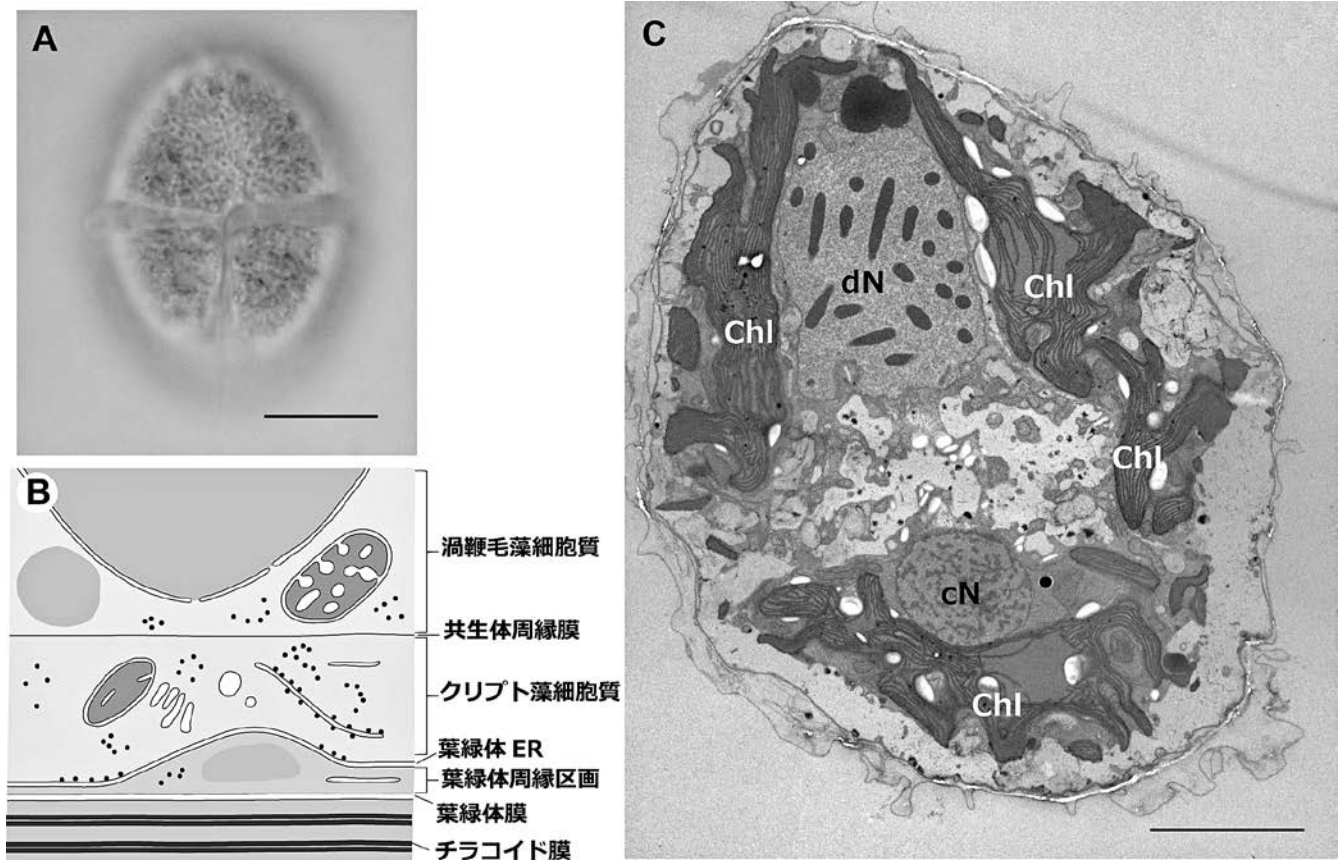 A
B
渦鞭毛藻細胞質
共生体周縁膜
クリプト藻細胞質
葉緑体 ER
葉緑体周縁区画
葉緑体膜
チラコイド膜
C
dN
Chl
Chl
Chl
cN
Chl